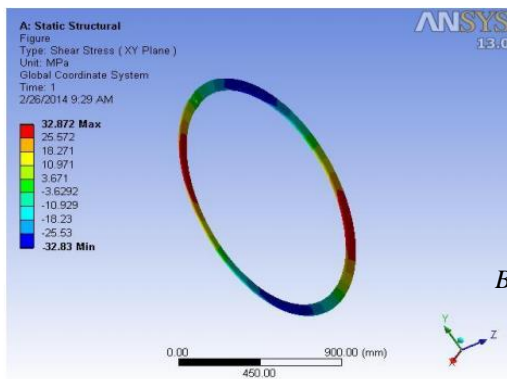 A: Static Structural
Figure
Type: Shear Stress ( XY Plane )
Unit: MPa
Global Coordinate System
Time: 1
2/26/2014 9:29 AM
32.872 Max
25.572
18.271
10.971
3.671
-3.6292
-10.929
-18.23
-25.53
-32.83 Min
ANSYS
13.0
B
Y
Z
X
0.00
900.00 (mm)
450.00